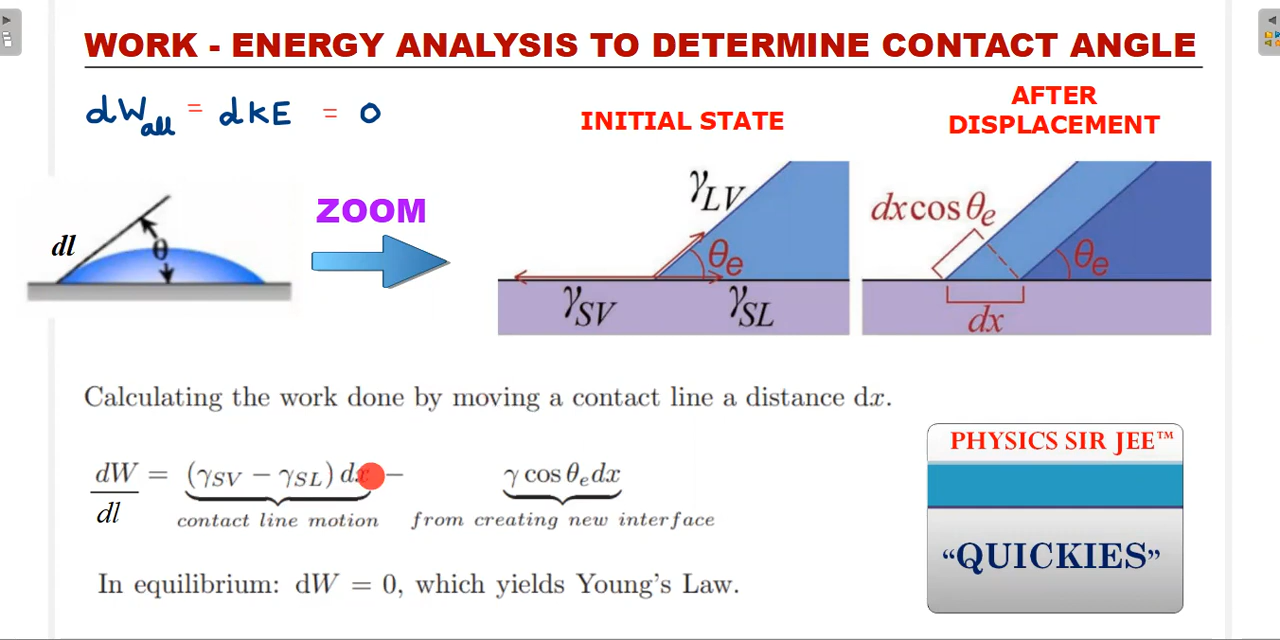 WORK - ENERGY ANALYSIS TO DETERMINE CONTACT ANGLE
dW_all = dKE = 0
INITIAL STATE
AFTER
DISPLACEMENT
ZOOM
dl
θ
γ_LV
θ_e
γ_SV
γ_SL
dx cos θ_e
θ_e
dx
Calculating the work done by moving a contact line a distance dx.
dW/dl = (γ_SV − γ_SL) dx − γ cos θ_e dx
contact line motion from creating new interface
In equilibrium: dW = 0, which yields Young's Law.
PHYSICS SIR JEE™
“QUICKIES”